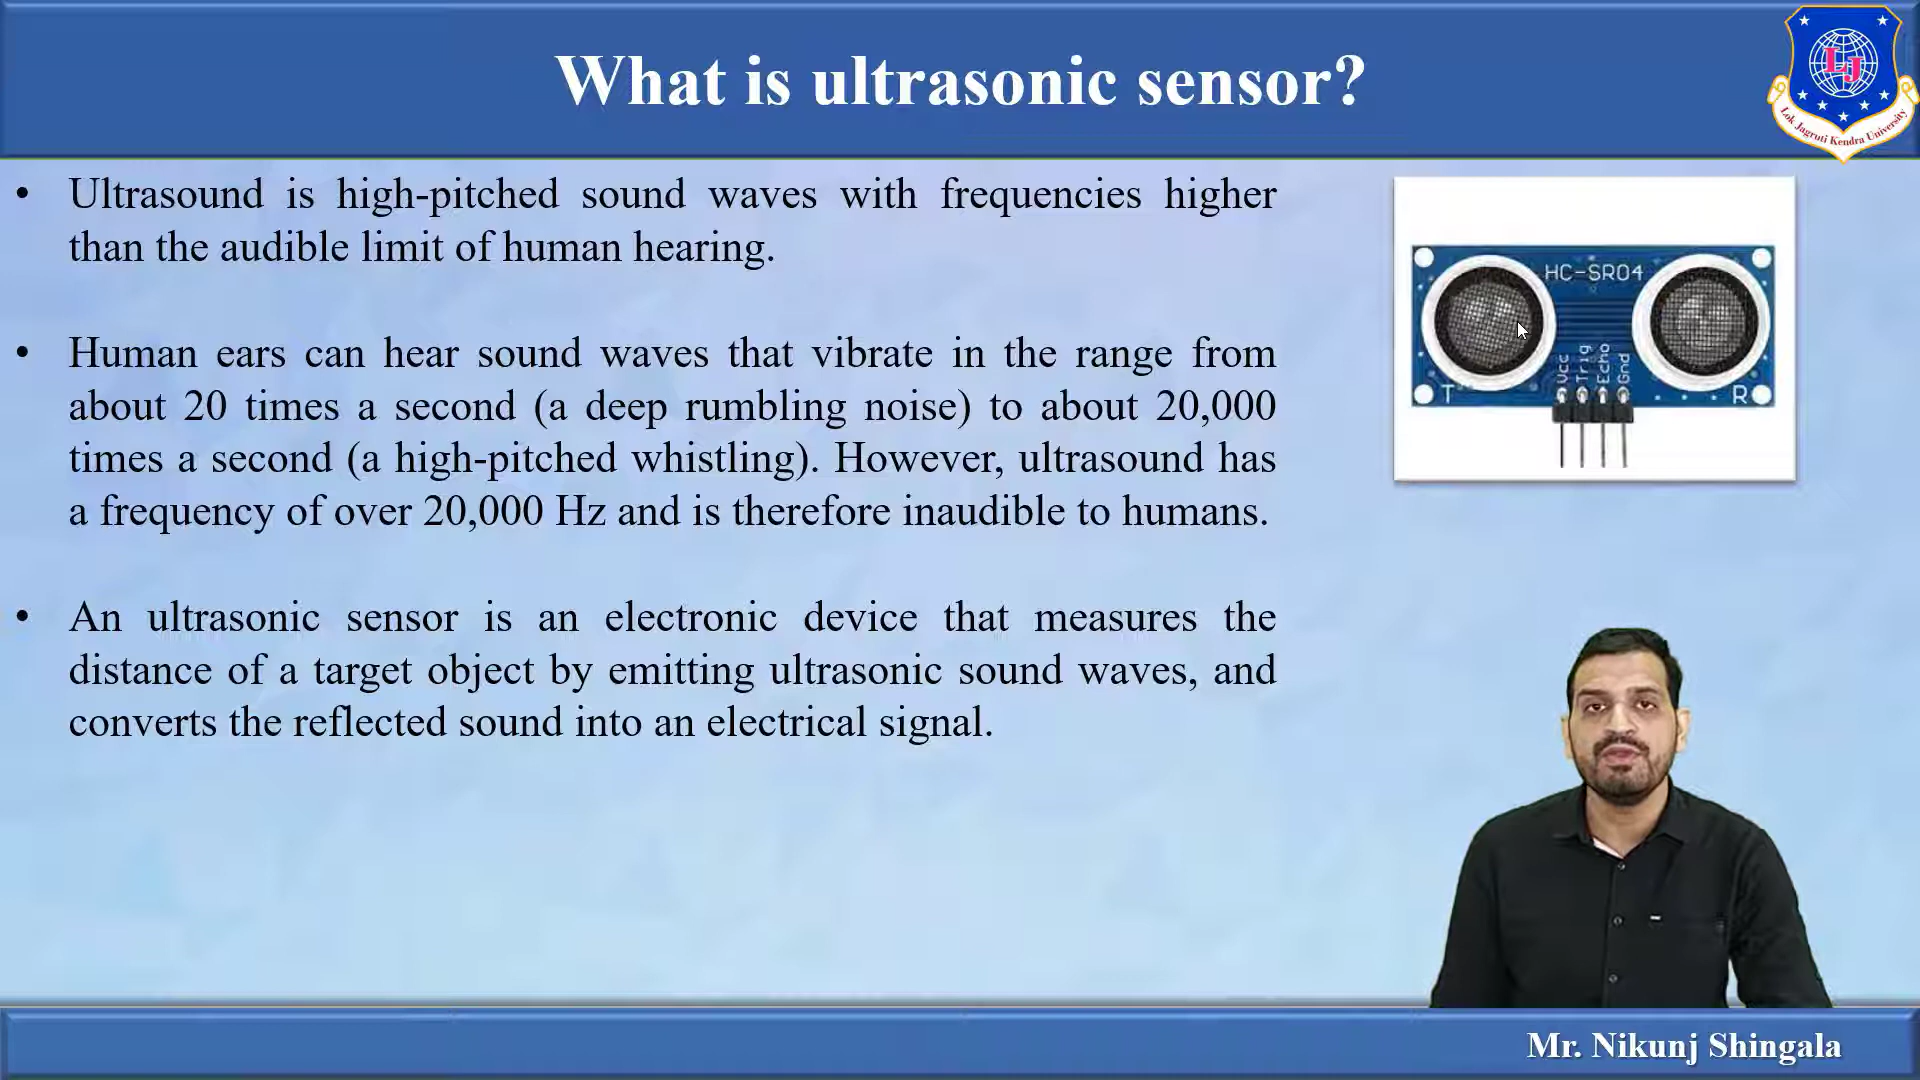 What is ultrasonic sensor?
LJ
Lok Jagruti Kendra University
• Ultrasound is high-pitched sound waves with frequencies higher
than the audible limit of human hearing.
• Human ears can hear sound waves that vibrate in the range from
about 20 times a second (a deep rumbling noise) to about 20,000
times a second (a high-pitched whistling). However, ultrasound has
a frequency of over 20,000 Hz and is therefore inaudible to humans.
• An ultrasonic sensor is an electronic device that measures the
distance of a target object by emitting ultrasonic sound waves, and
converts the reflected sound into an electrical signal.
HC-SR04
Vcc
Trig
Echo
Gnd
T
R
Mr. Nikunj Shingala